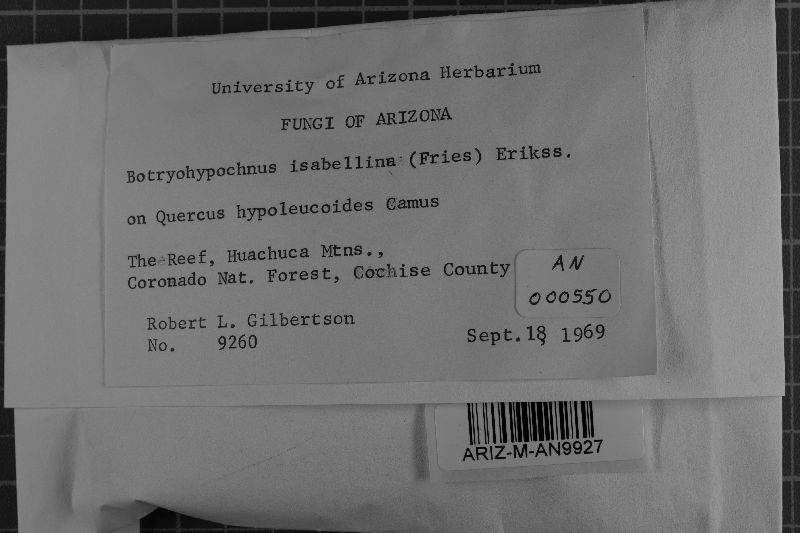 University of Arizona Herbarium
FUNGI OF ARIZONA
Botryohypochnus isabellina (Fries) Erikss.
on Quercus hypoleucoides Camus
The Reef, Huachuca Mtns.,
Coronado Nat. Forest, Cochise County
AN
000550
Robert L. Gilbertson
No. 9260
Sept. 18, 1969
ARIZ-M-AN9927